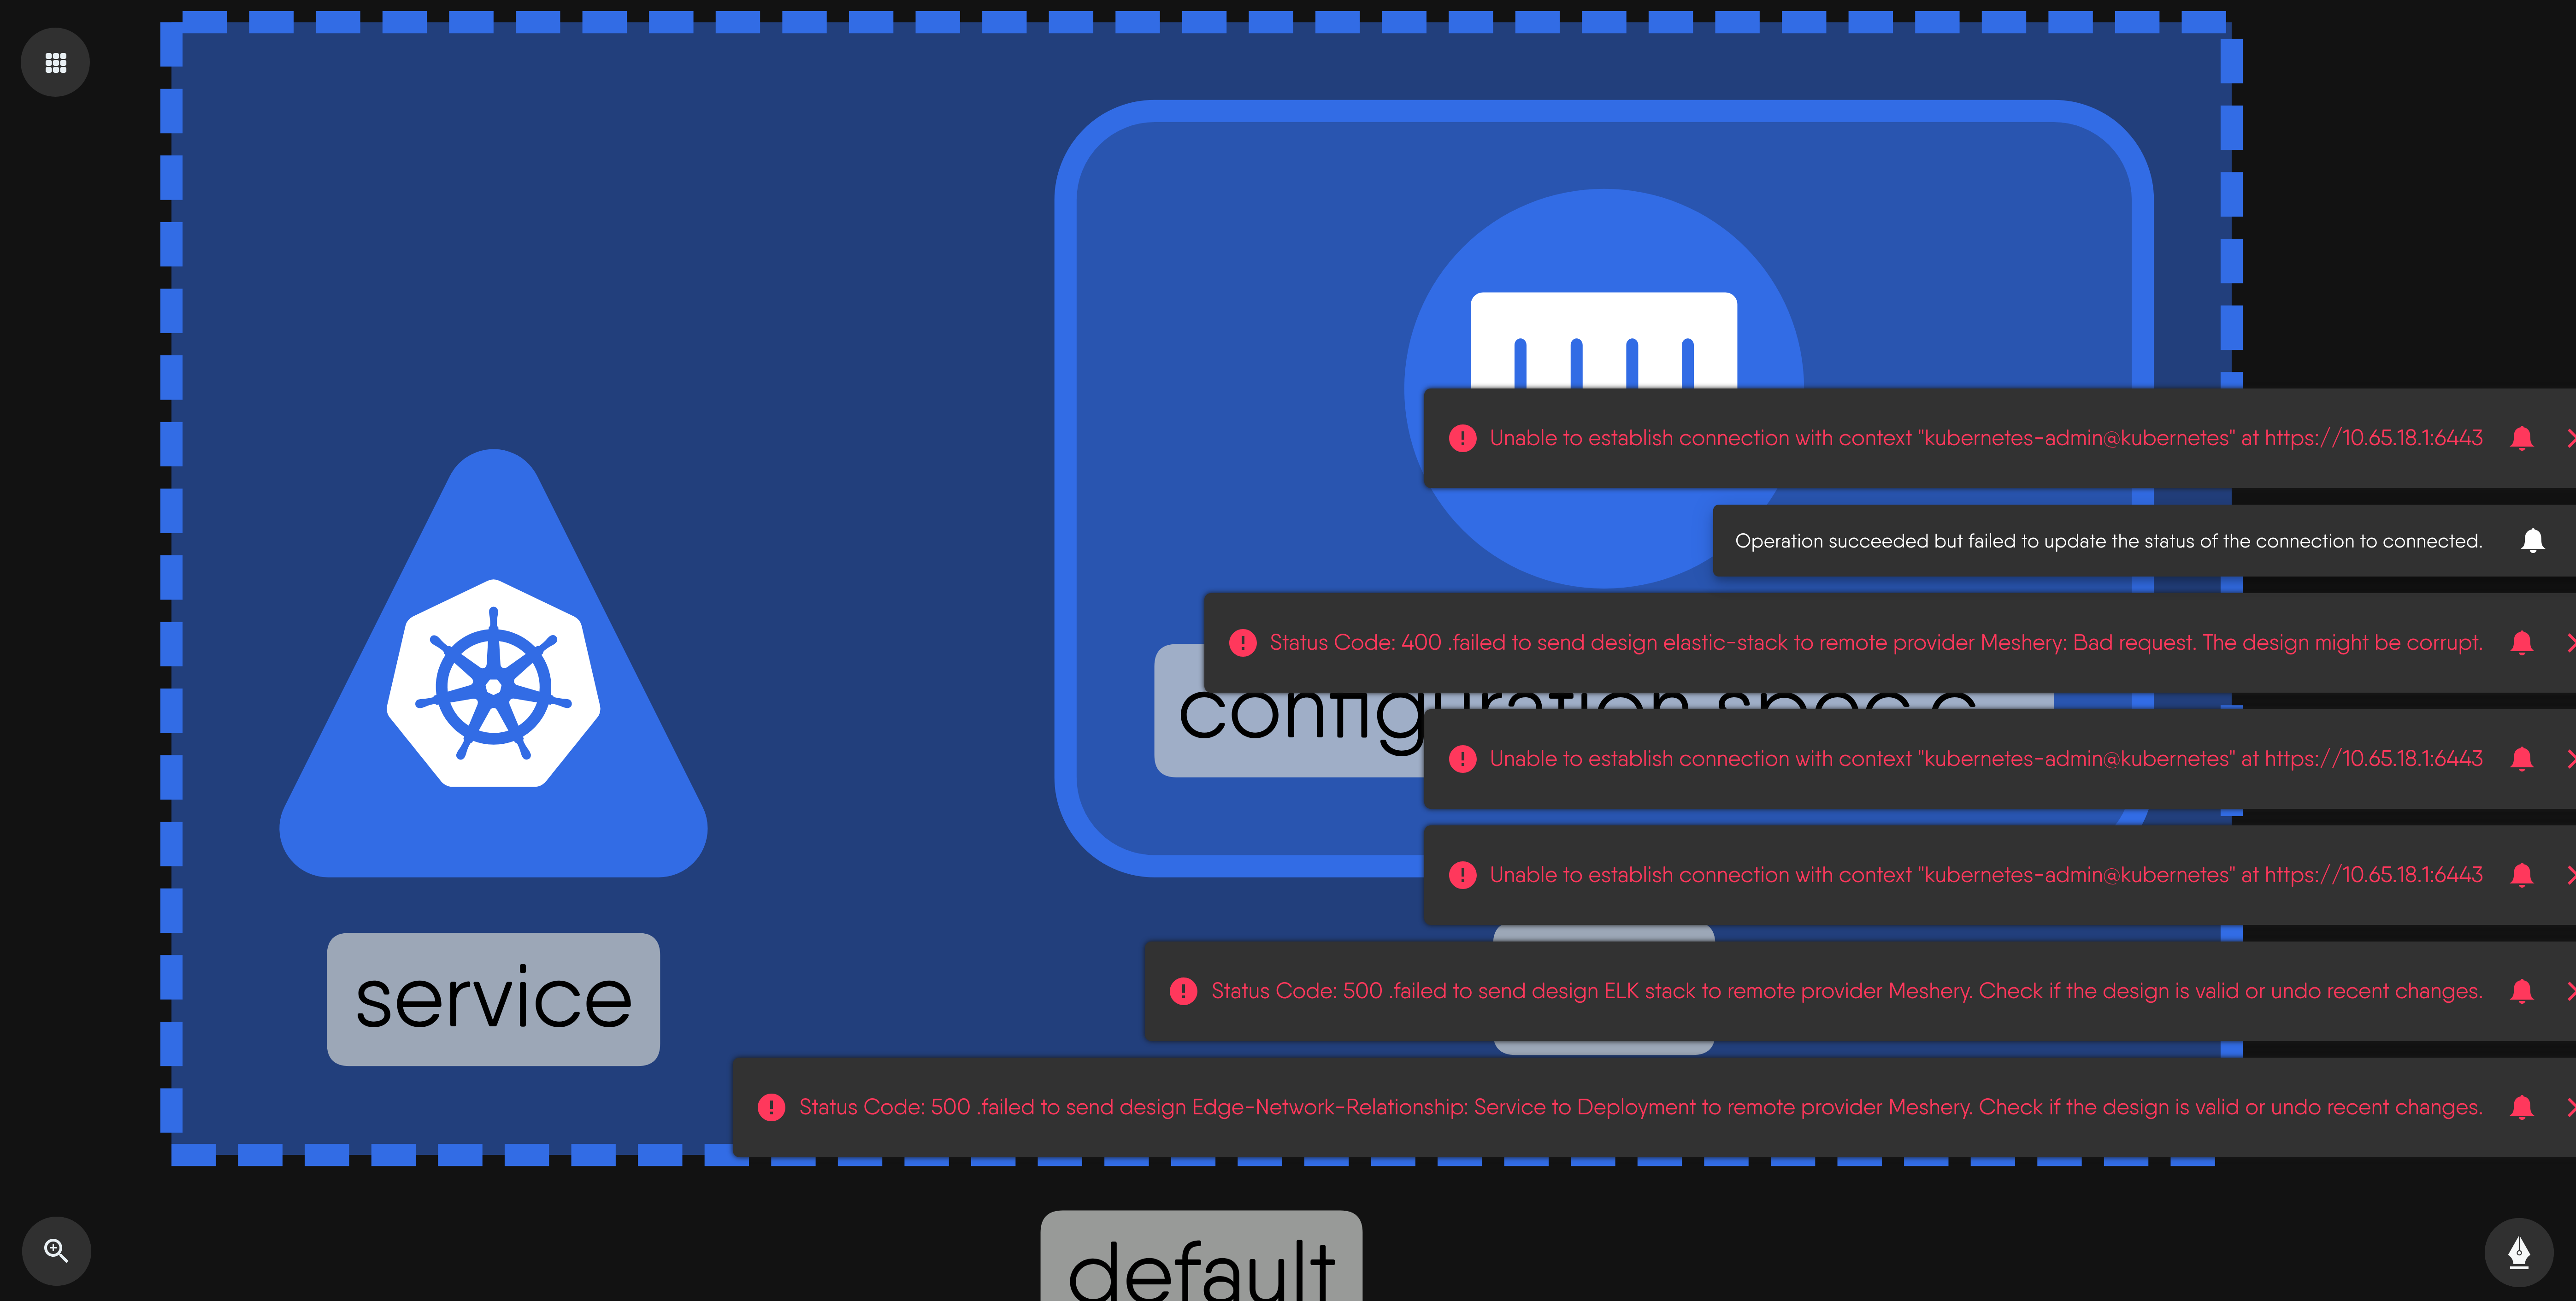 Unable to establish connection with context "kubernetes-admin@kubernetes" at https://10.65.18.1:6443
Operation succeeded but failed to update the status of the connection to connected.
Status Code: 400 .failed to send design elastic-stack to remote provider Meshery: Bad request. The design might be corrupt.
configuration spec c
Unable to establish connection with context "kubernetes-admin@kubernetes" at https://10.65.18.1:6443
Unable to establish connection with context "kubernetes-admin@kubernetes" at https://10.65.18.1:6443
service
Status Code: 500 .failed to send design ELK stack to remote provider Meshery. Check if the design is valid or undo recent changes.
Status Code: 500 .failed to send design Edge-Network-Relationship: Service to Deployment to remote provider Meshery. Check if the design is valid or undo recent changes.
default